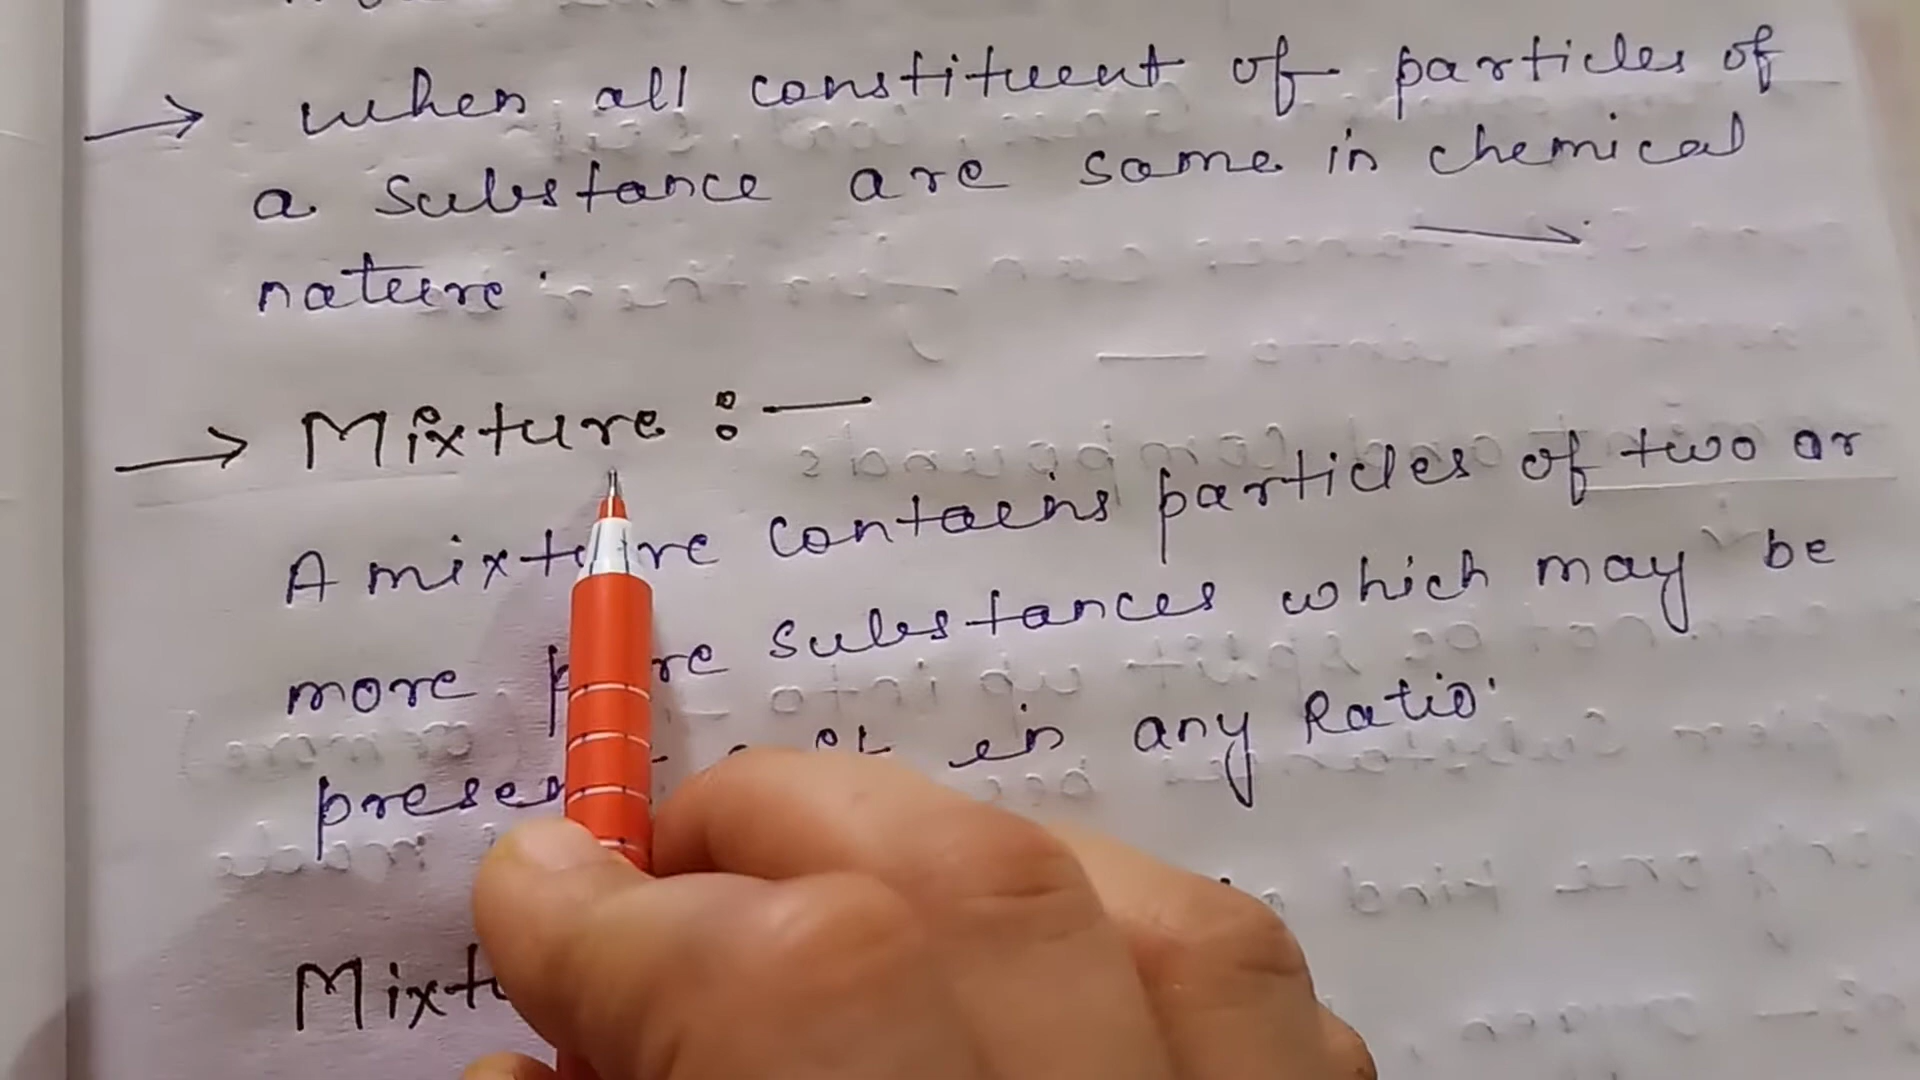 → when all constituent of particles of
a substance are same in chemical
nature.
→ Mixture :—
A mixture contains particles of two or
more pure substances which may be
in any Ratio.